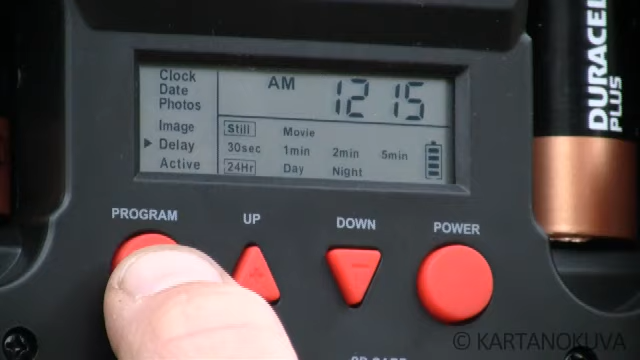 Clock
Date
Photos
AM 12 15
Image
Still Movie
Delay
30sec 1min 2min 5min
Active
24Hr Day Night
DURACELL
PLUS
PROGRAM
UP
DOWN
POWER
© KARTANOKUVA